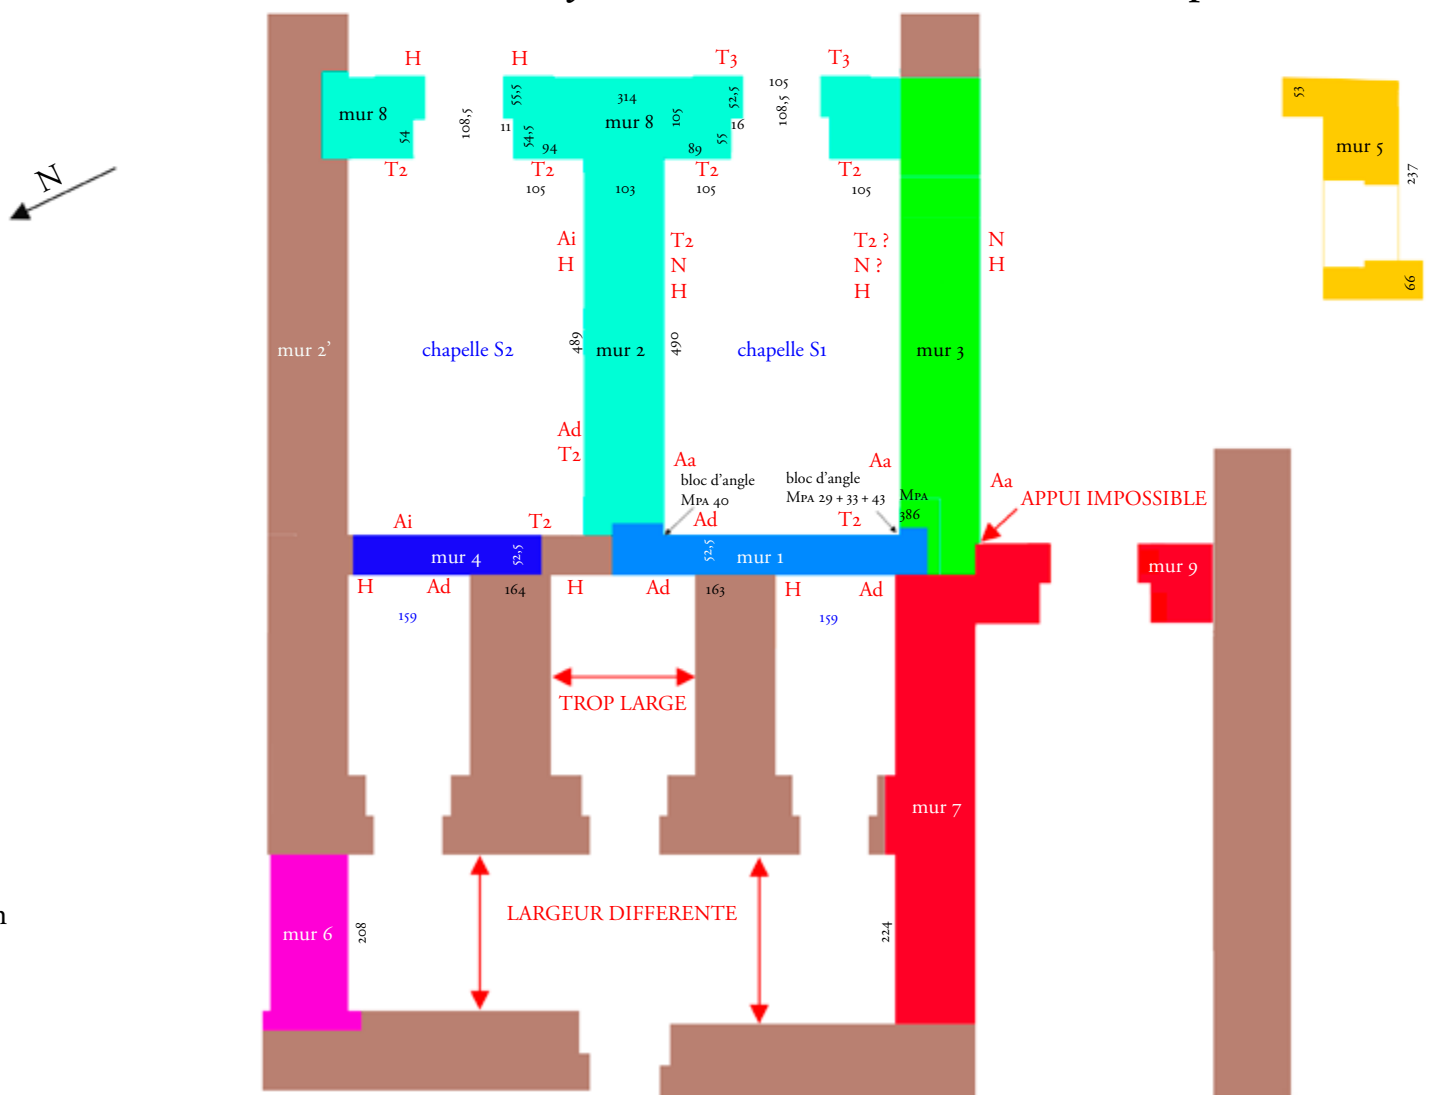 H H T3 T3
105
55,5 314 52,5 53
mur 8 108,5 11 mur 8 105 16 108,5
54 54,5 94 89 55 mur 5
T2 T2 T2 T2 237
N 105 103 105 105
Ai T2 T2 ? N
H N N ? H
H H 66
mur 2' chapelle S2 489 mur 2 490 chapelle S1 mur 3
Ad
T2 Aa Aa Aa
bloc d'angle bloc d'angle
MPA 40 MPA 29 + 33 + 43 MPA APPUI IMPOSSIBLE
386
Ai T2 Ad T2
mur 4 52,5 52,5 mur 1 mur 9
H Ad 164 H Ad 163 H Ad
159 159
TROP LARGE
mur 7
LARGEUR DIFFERENTE
mur 6 208 224